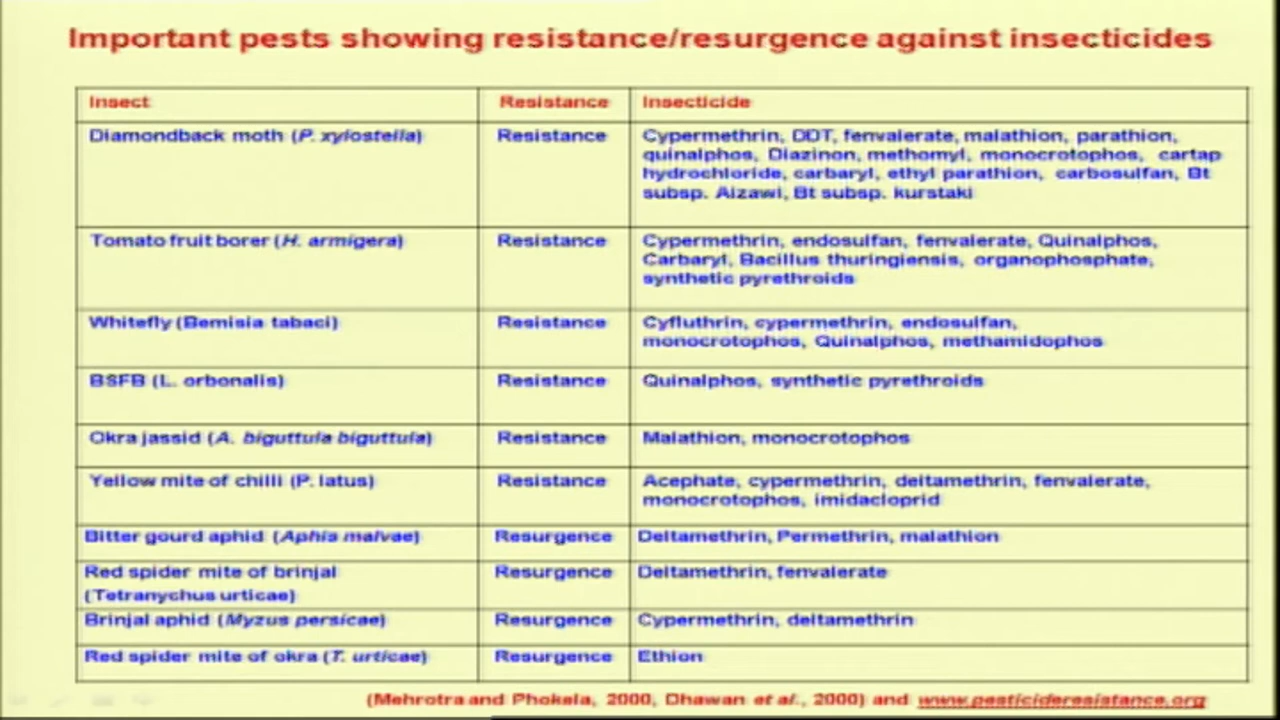 Important pests showing resistance/resurgence against insecticides
Insect Resistance Insecticide
Diamondback moth (P. xylostella) Resistance Cypermethrin, DDT, fenvalerate, malathion, parathion,
quinalphos, Diazinon, methomyl, monocrotophos, cartap
hydrochloride, carbaryl, ethyl parathion, carbosulfan, Bt
subsp. Aizawi, Bt subsp. kurstaki
Tomato fruit borer (H. armigera) Resistance Cypermethrin, endosulfan, fenvalerate, Quinalphos,
Carbaryl, Bacillus thuringiensis, organophosphate,
synthetic pyrethroids
Whitefly (Bemisia tabaci) Resistance Cyfluthrin, cypermethrin, endosulfan,
monocrotophos, Quinalphos, methamidophos
BSFB (L. orbonalis) Resistance Quinalphos, synthetic pyrethroids
Okra jassid (A. biguttula biguttula) Resistance Malathion, monocrotophos
Yellow mite of chilli (P. latus) Resistance Acephate, cypermethrin, deltamethrin, fenvalerate,
monocrotophos, imidacloprid
Bitter gourd aphid (Aphis malvae) Resurgence Deltamethrin, Permethrin, malathion
Red spider mite of brinjal Resurgence Deltamethrin, fenvalerate
(Tetranychus urticae)
Brinjal aphid (Myzus persicae) Resurgence Cypermethrin, deltamethrin
Red spider mite of okra (T. urticae) Resurgence Ethion
(Mehrotra and Phokela, 2000, Dhawan et al., 2000) and www.pesticideresistance.org